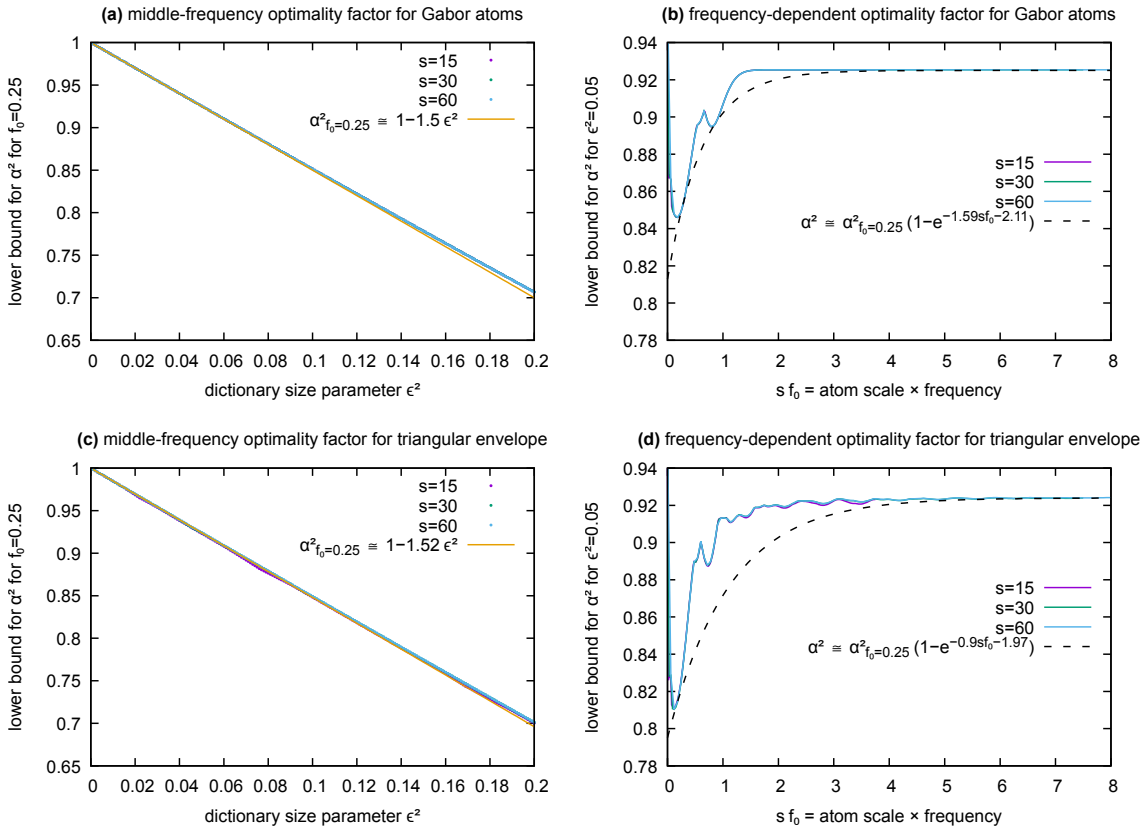 (a) middle-frequency optimality factor for Gabor atoms
lower bound for α² for f₀=0.25
1
0.95
0.9
0.85
0.8
0.75
0.7
0.65
s=15
s=30
s=60
α²f₀=0.25 ≅ 1−1.5 ϵ²
0 0.02 0.04 0.06 0.08 0.1 0.12 0.14 0.16 0.18 0.2
dictionary size parameter ϵ²
(b) frequency-dependent optimality factor for Gabor atoms
lower bound for α² for ϵ²=0.05
0.94
0.92
0.9
0.88
0.86
0.84
0.82
0.8
0.78
s=15
s=30
s=60
α² ≅ α²f₀=0.25 (1−e−1.59sf₀−2.11)
0 1 2 3 4 5 6 7 8
s f₀ = atom scale × frequency
(c) middle-frequency optimality factor for triangular envelope
lower bound for α² for f₀=0.25
1
0.95
0.9
0.85
0.8
0.75
0.7
0.65
s=15
s=30
s=60
α²f₀=0.25 ≅ 1−1.52 ϵ²
0 0.02 0.04 0.06 0.08 0.1 0.12 0.14 0.16 0.18 0.2
dictionary size parameter ϵ²
(d) frequency-dependent optimality factor for triangular envelope
lower bound for α² for ϵ²=0.05
0.94
0.92
0.9
0.88
0.86
0.84
0.82
0.8
0.78
s=15
s=30
s=60
α² ≅ α²f₀=0.25 (1−e−0.9sf₀−1.97)
0 1 2 3 4 5 6 7 8
s f₀ = atom scale × frequency